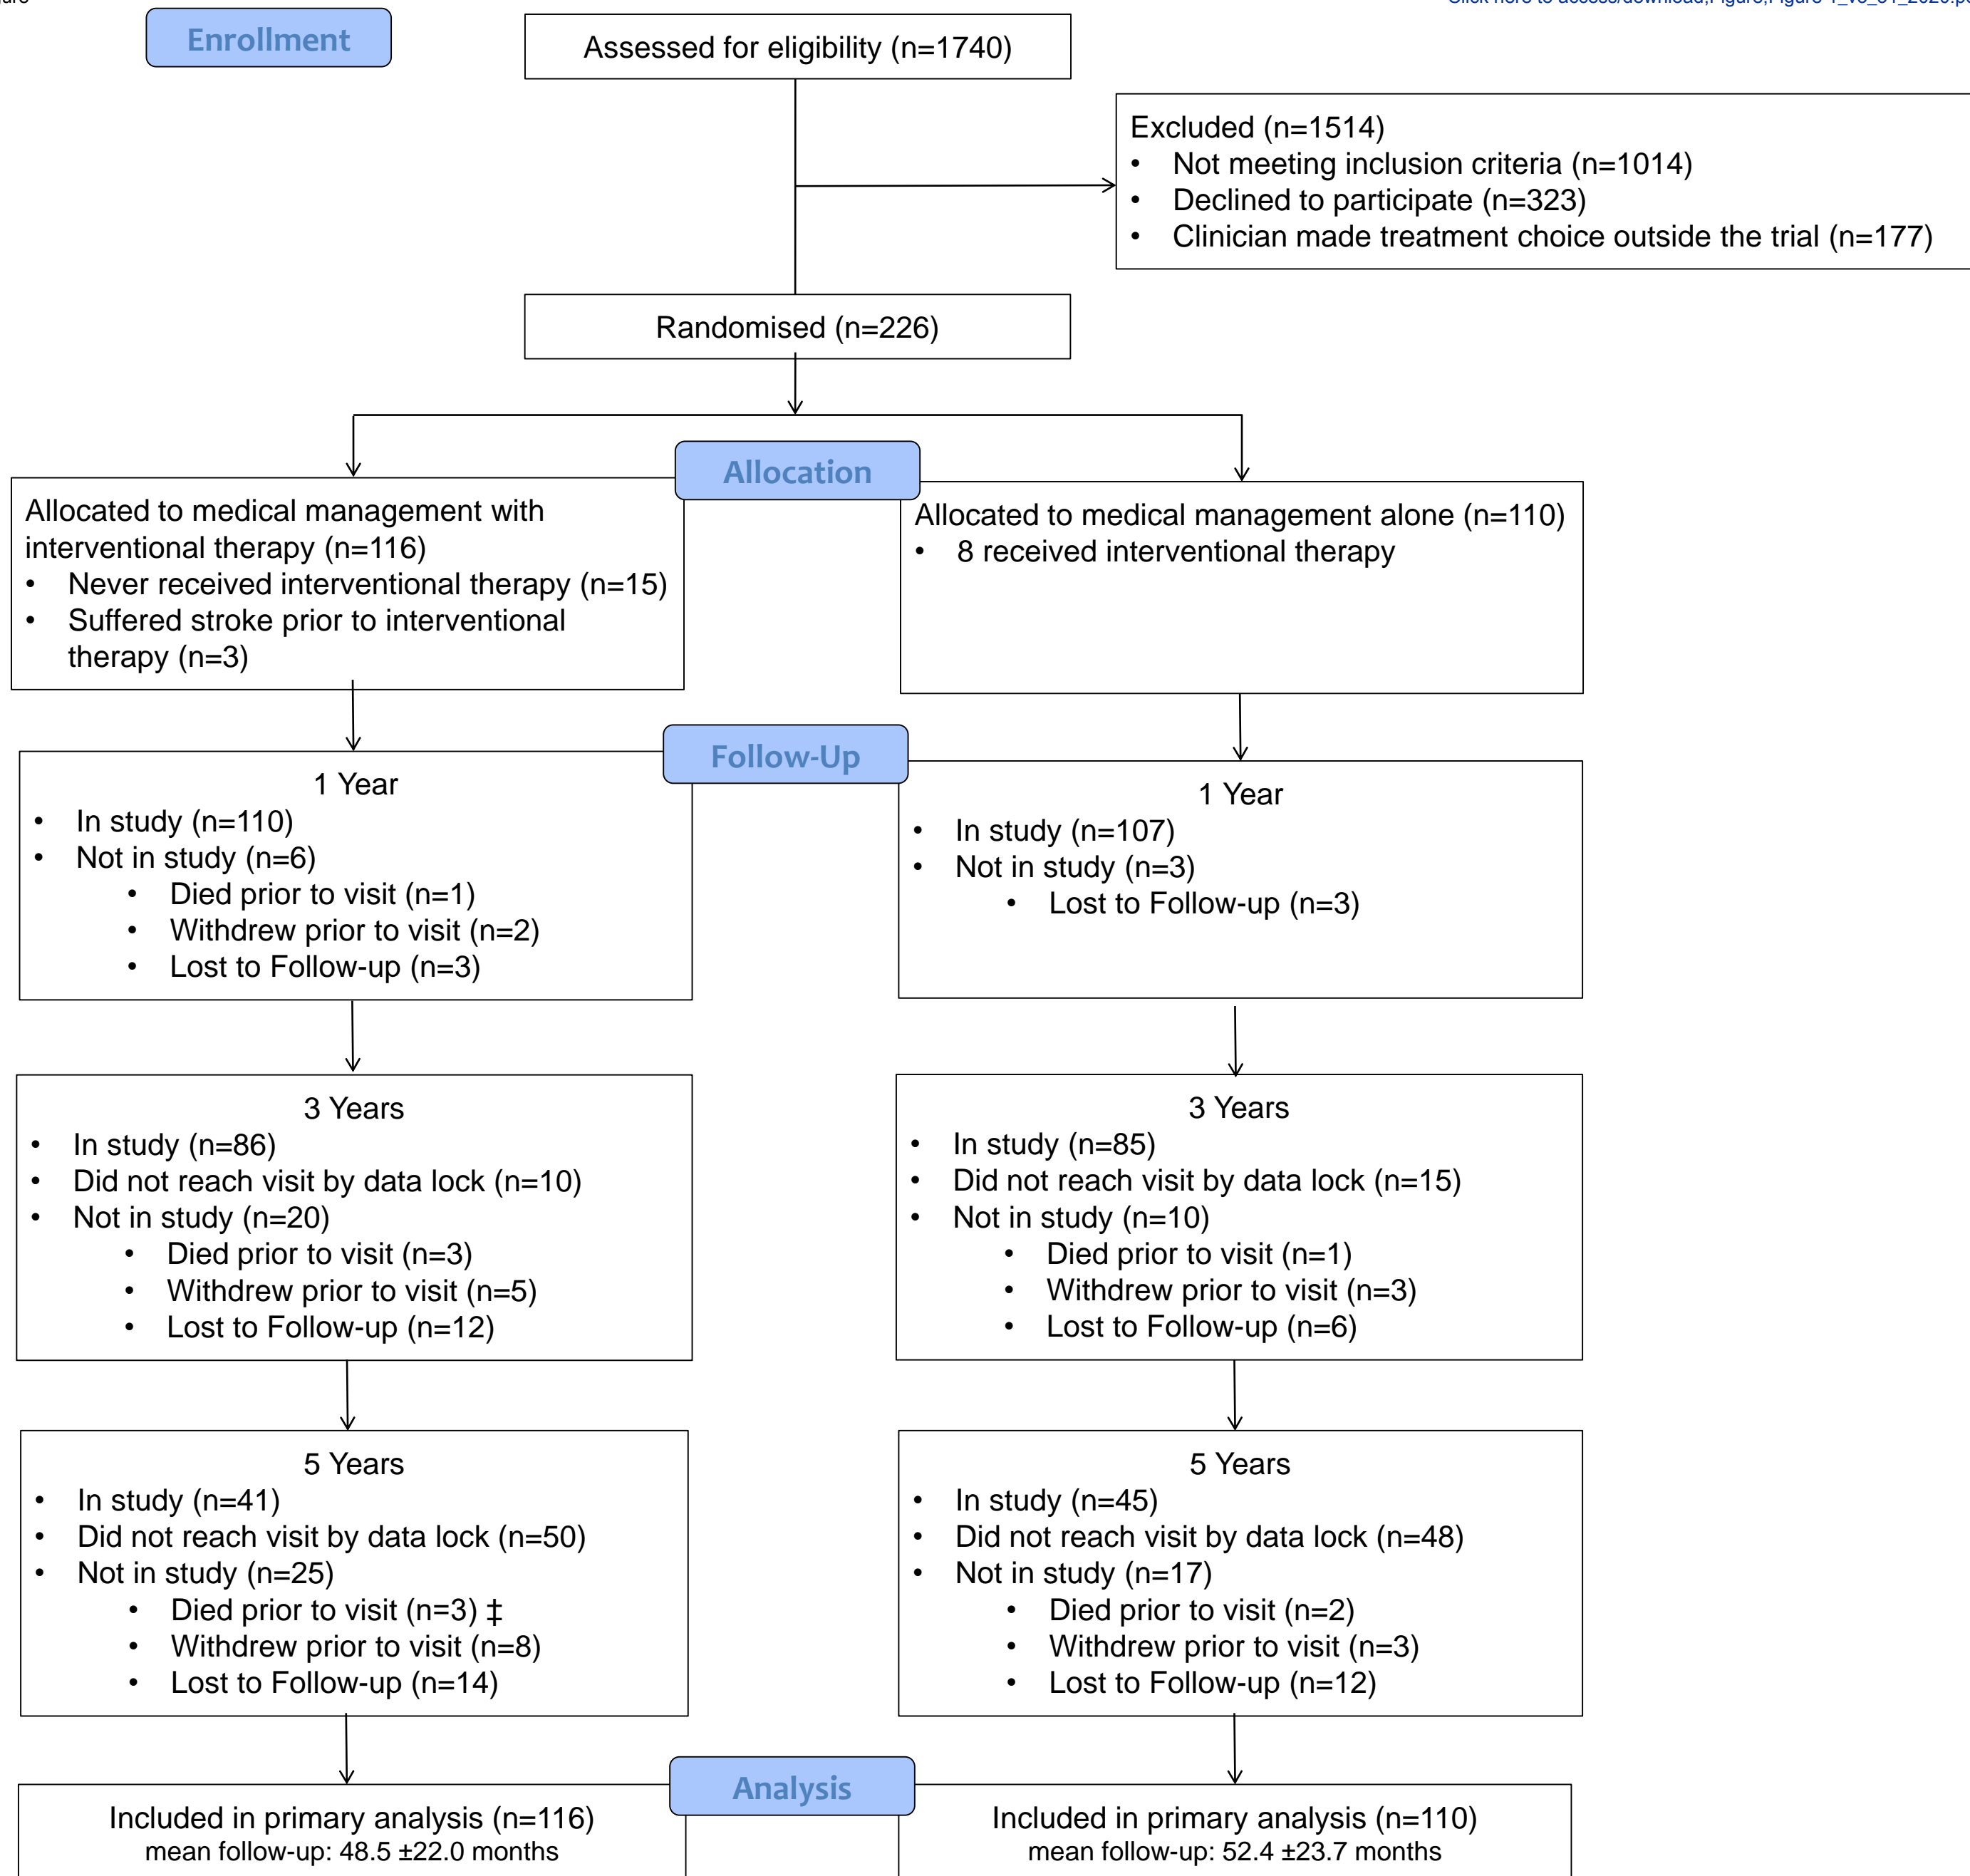 Enrollment
Assessed for eligibility (n=1740)
Excluded (n=1514)
• Not meeting inclusion criteria (n=1014)
• Declined to participate (n=323)
• Clinician made treatment choice outside the trial (n=177)
Randomised (n=226)
Allocation
Allocated to medical management with
interventional therapy (n=116)
• Never received interventional therapy (n=15)
• Suffered stroke prior to interventional
therapy (n=3)
Allocated to medical management alone (n=110)
• 8 received interventional therapy
Follow-Up
1 Year
• In study (n=110)
• Not in study (n=6)
• Died prior to visit (n=1)
• Withdrew prior to visit (n=2)
• Lost to Follow-up (n=3)
1 Year
• In study (n=107)
• Not in study (n=3)
• Lost to Follow-up (n=3)
3 Years
• In study (n=86)
• Did not reach visit by data lock (n=10)
• Not in study (n=20)
• Died prior to visit (n=3)
• Withdrew prior to visit (n=5)
• Lost to Follow-up (n=12)
3 Years
• In study (n=85)
• Did not reach visit by data lock (n=15)
• Not in study (n=10)
• Died prior to visit (n=1)
• Withdrew prior to visit (n=3)
• Lost to Follow-up (n=6)
5 Years
• In study (n=41)
• Did not reach visit by data lock (n=50)
• Not in study (n=25)
• Died prior to visit (n=3) ‡
• Withdrew prior to visit (n=8)
• Lost to Follow-up (n=14)
5 Years
• In study (n=45)
• Did not reach visit by data lock (n=48)
• Not in study (n=17)
• Died prior to visit (n=2)
• Withdrew prior to visit (n=3)
• Lost to Follow-up (n=12)
Analysis
Included in primary analysis (n=116)
mean follow-up: 48.5 ±22.0 months
Included in primary analysis (n=110)
mean follow-up: 52.4 ±23.7 months